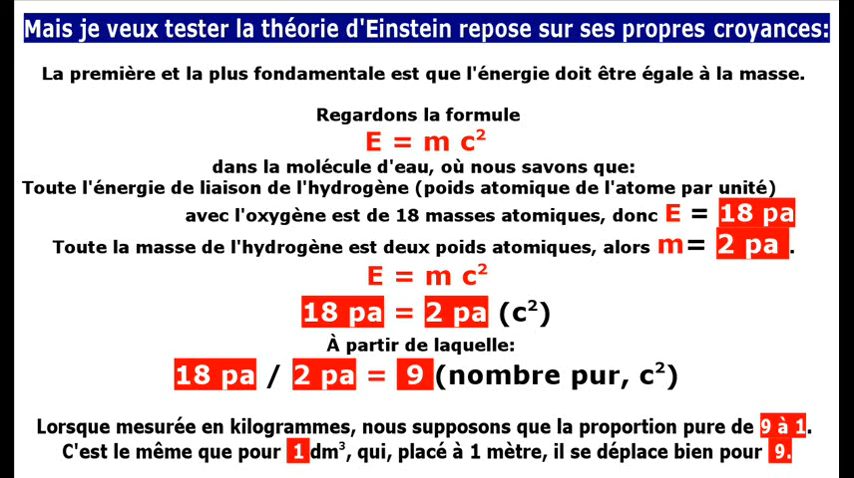 Mais je veux tester la théorie d'Einstein repose sur ses propres croyances:
La première et la plus fondamentale est que l'énergie doit être égale à la masse.
Regardons la formule
E = m c²
dans la molécule d'eau, où nous savons que:
Toute l'énergie de liaison de l'hydrogène (poids atomique de l'atome par unité)
avec l'oxygène est de 18 masses atomiques, donc E = 18 pa
Toute la masse de l'hydrogène est deux poids atomiques, alors m= 2 pa .
E = m c²
18 pa = 2 pa (c²)
À partir de laquelle:
18 pa / 2 pa = 9 (nombre pur, c²)
Lorsque mesurée en kilogrammes, nous supposons que la proportion pure de 9 à 1.
C'est le même que pour 1 dm³, qui, placé à 1 mètre, il se déplace bien pour 9.